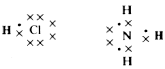 H
× ×
H • × Cl × ×
× ×
H
• ×
× N × • H
× •
H